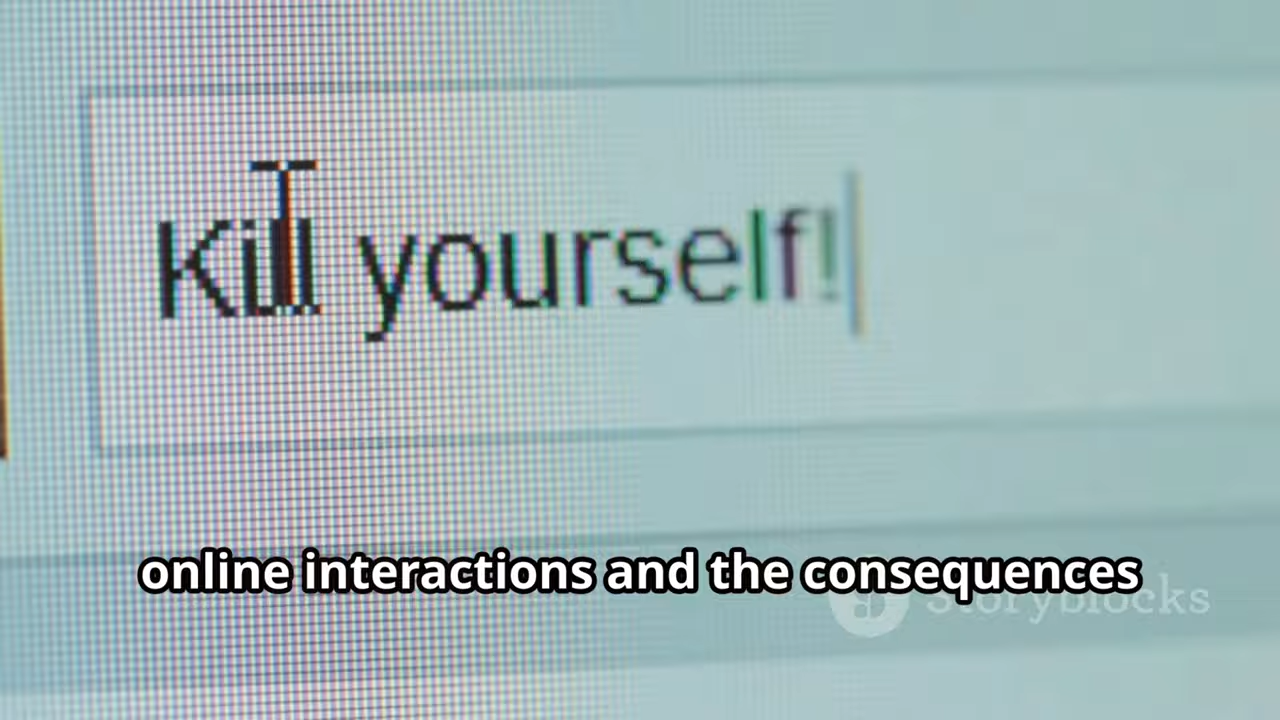 Kill yourself!
online interactions and the consequences
Storyblocks